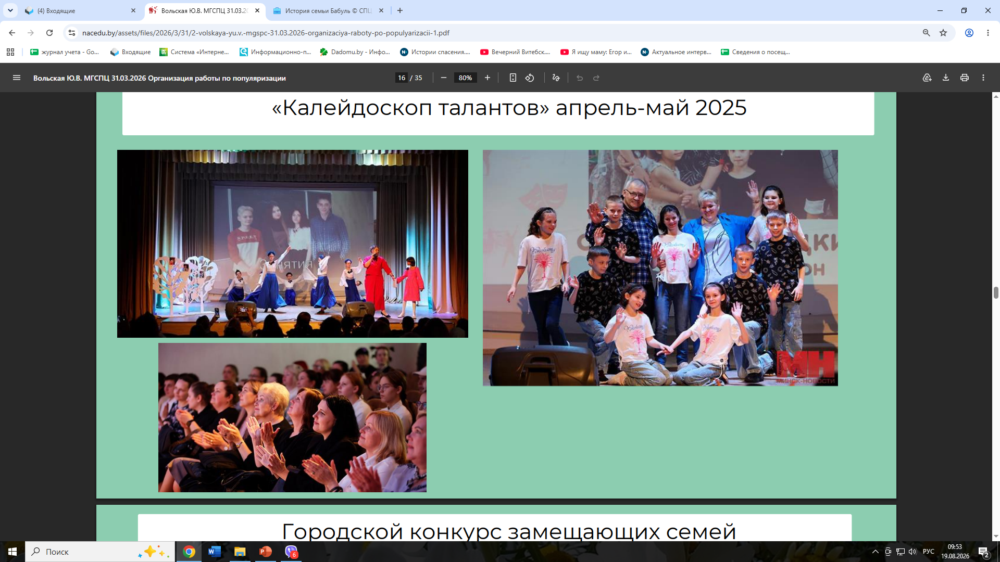 (4) Входящие
Вольская Ю.В. МГСПЦ 31.03.20
История семьи Бабуль © СПЦ
nacedu.by/assets/files/2026/3/31/2-volskaya-yu.v.-mgspc-31.03.2026-organizaciya-raboty-po-populyarizacii-1.pdf
журнал учета - Go...
Входящие
Система «Интерне...
Информационно-п...
Dadomu.by - Инфо...
Истории спасения....
Вечерний Витебск....
Я ищу маму: Егор и...
Актуальное интерв...
Сведения о посещ...
Вольская Ю.В. МГСПЦ 31.03.2026 Организация работы по популяризации
16 / 35
80%
«Калейдоскоп талантов» апрель-май 2025
МН
МИНСК-НОВОСТИ
Городской конкурс замещающих семей
Поиск
6
РУС
09:53
19.08.2026
2